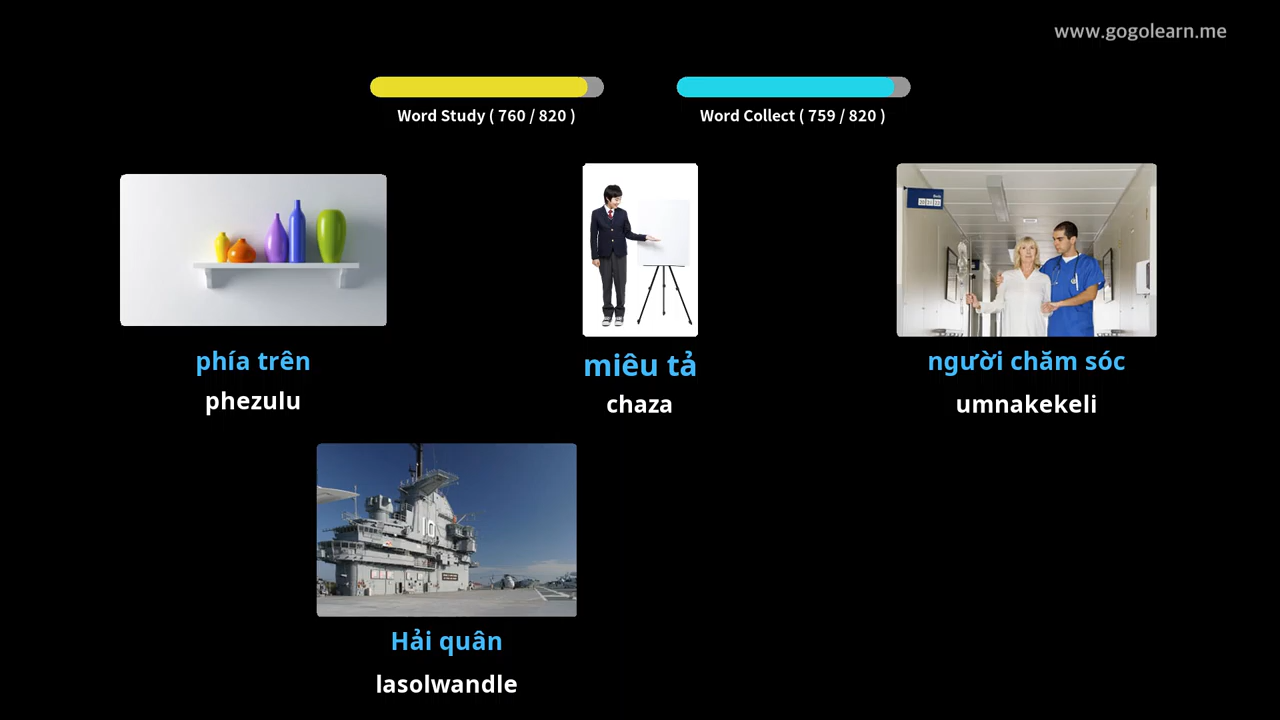 www.gogolearn.me
Word Study ( 760 / 820 )
Word Collect ( 759 / 820 )
phía trên
phezulu
miêu tả
chaza
người chăm sóc
umnakekeli
10
Hải quân
lasolwandle